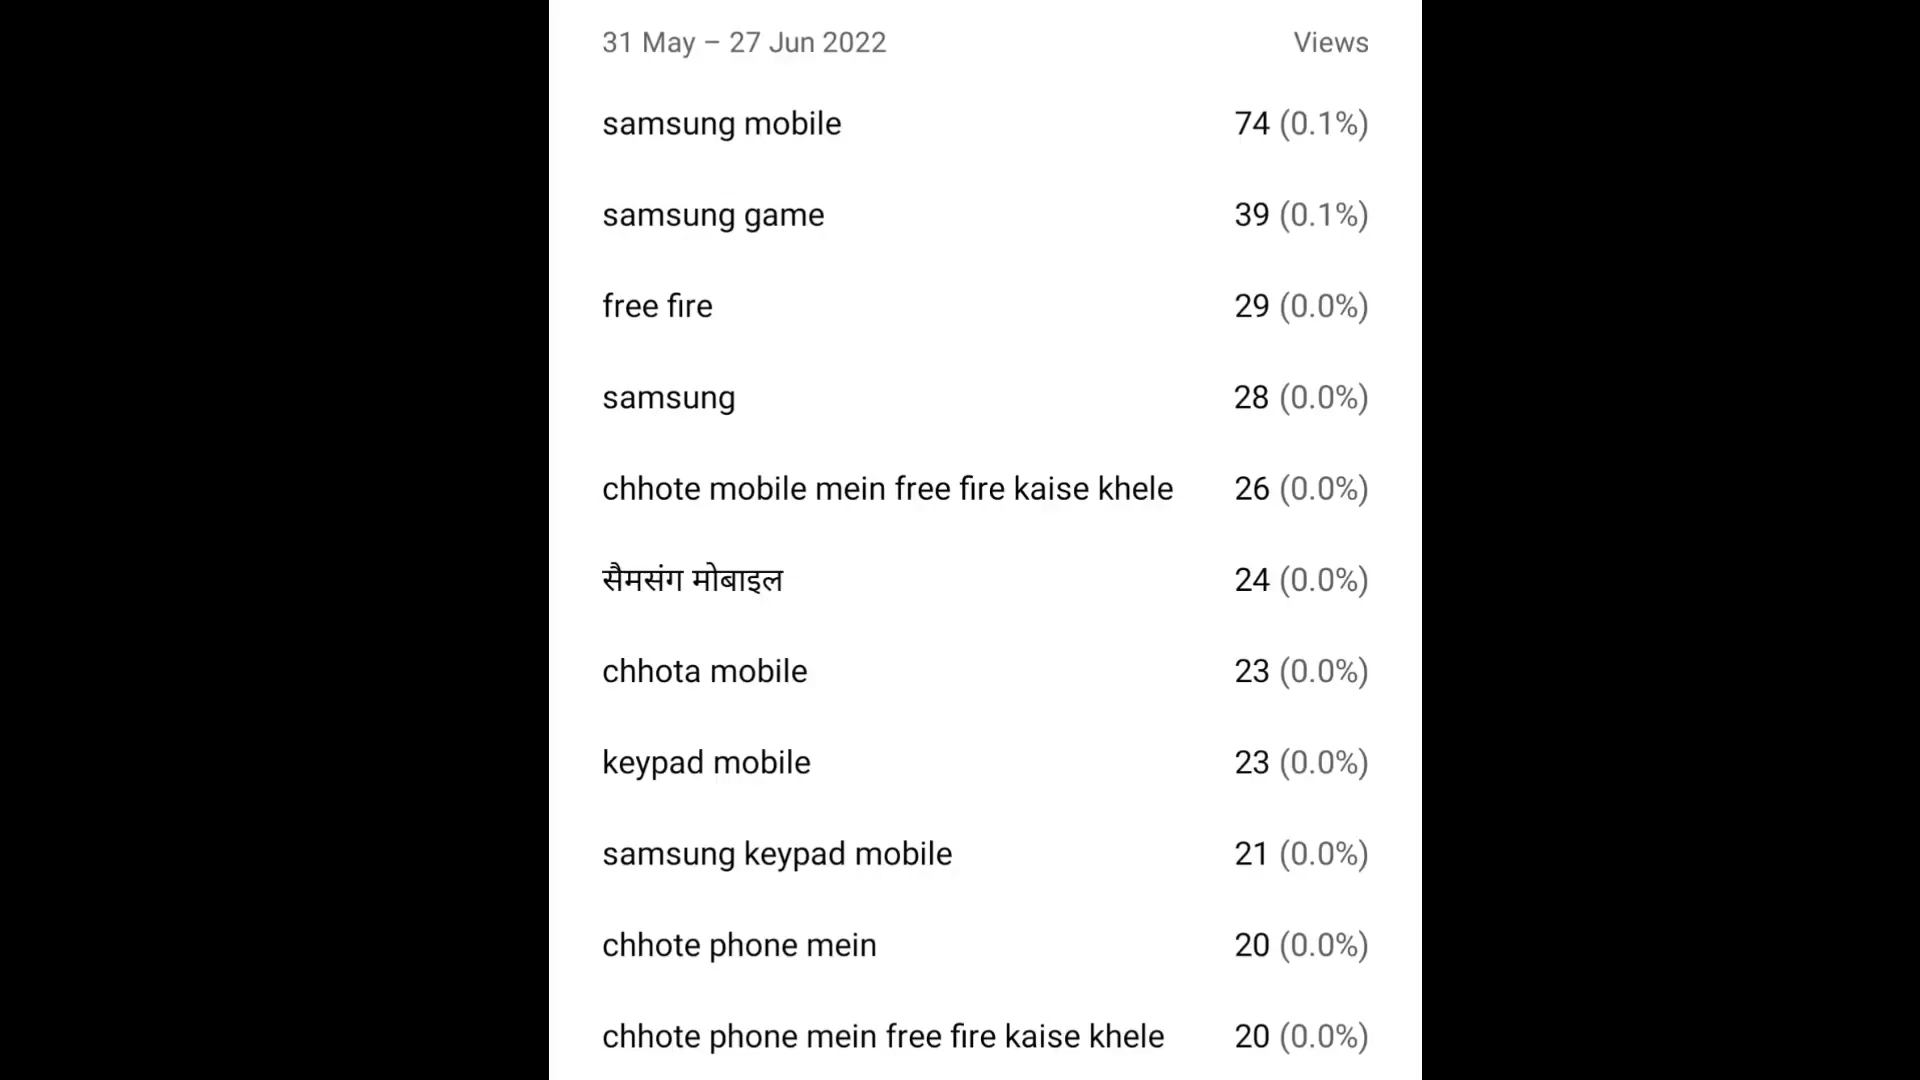 31 May – 27 Jun 2022 Views
samsung mobile 74 (0.1%)
samsung game 39 (0.1%)
free fire 29 (0.0%)
samsung 28 (0.0%)
chhote mobile mein free fire kaise khele 26 (0.0%)
सैमसंग मोबाइल 24 (0.0%)
chhota mobile 23 (0.0%)
keypad mobile 23 (0.0%)
samsung keypad mobile 21 (0.0%)
chhote phone mein 20 (0.0%)
chhote phone mein free fire kaise khele 20 (0.0%)